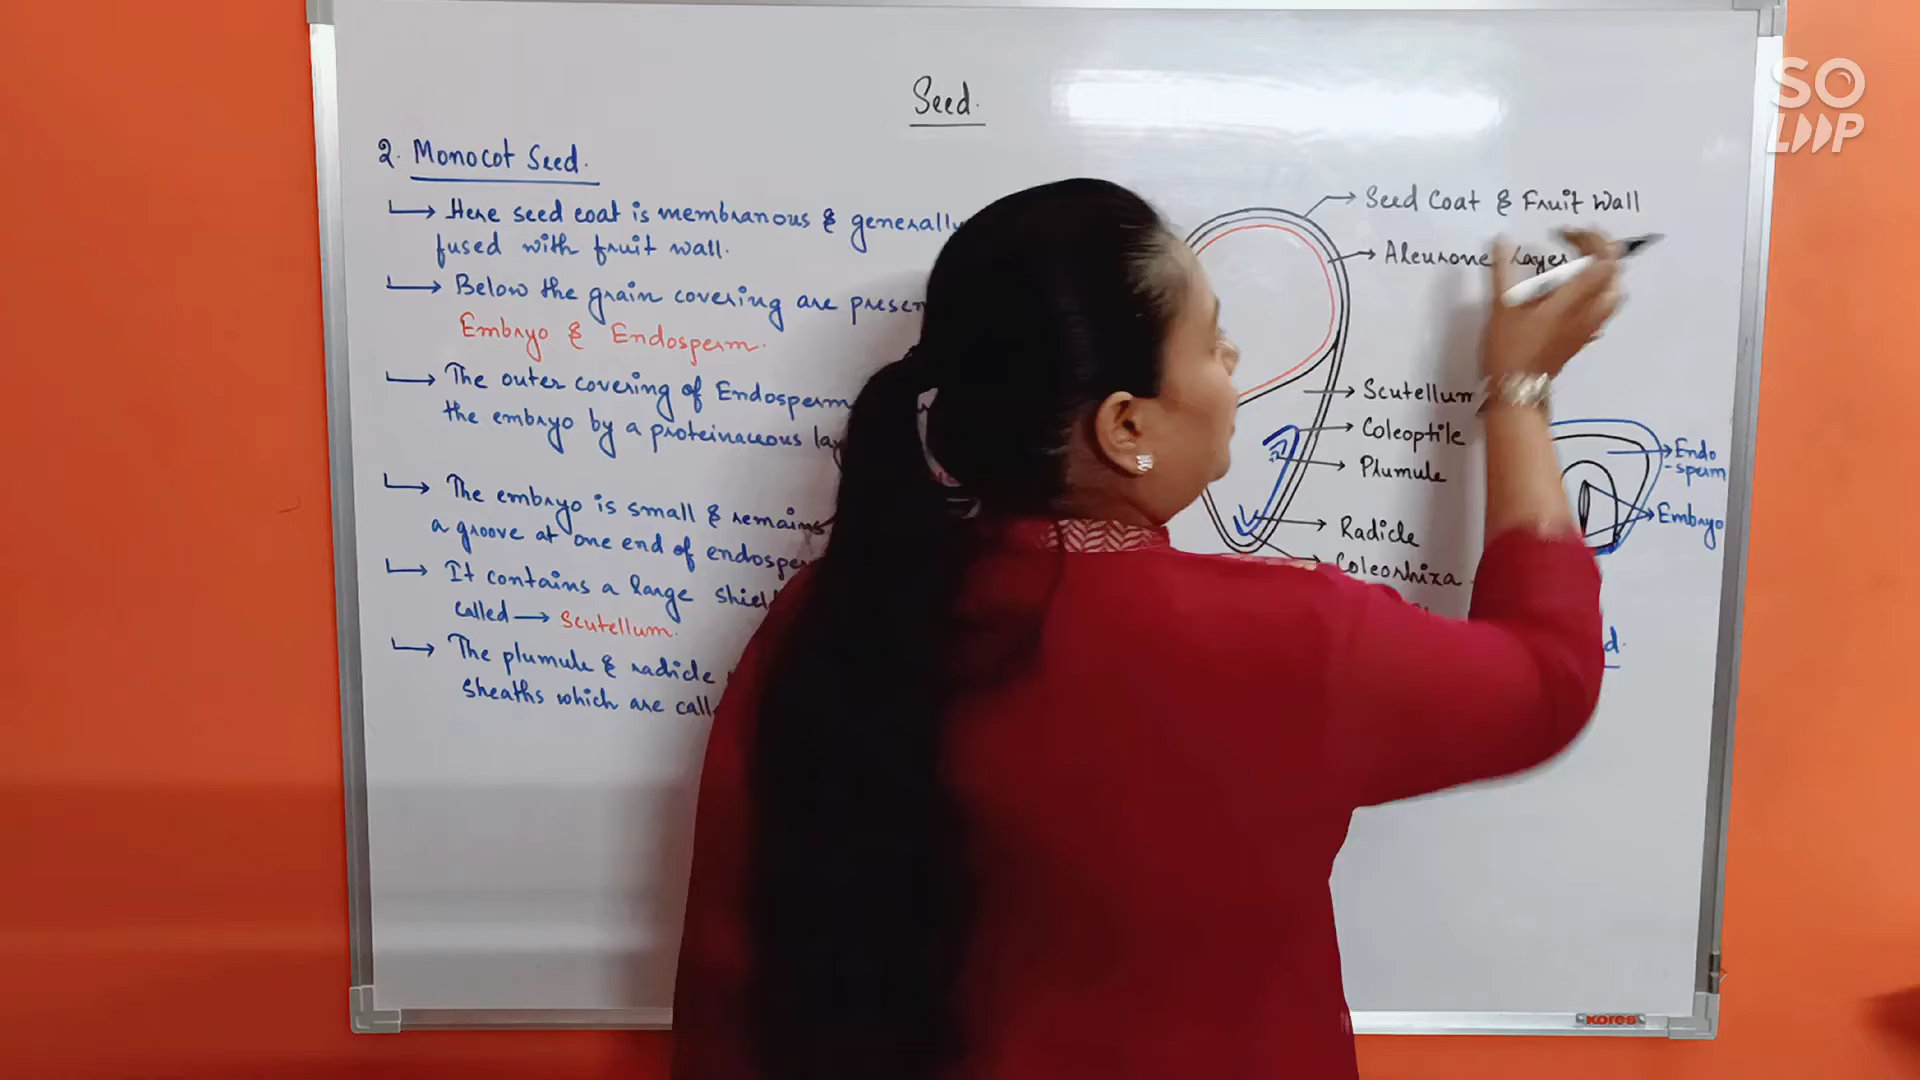 Seed.
2. Monocot Seed.
Here seed coat is membranous & generally
fused with fruit wall.
Below the grain covering are
Embryo & Endosperm.
The outer covering of Endosperm
the embryo by a proteinaceous
The embryo is small & remains
a groove at one end of
It contains a large
called → Scutellum.
The plumule & radicle
sheaths which are
Seed Coat & Fruit Wall
Aleurone Layer
Scutellum
Coleoptile
Plumule
Radicle
Coleorhiza
Endo
-sperm
Embryo
SO
LOOP
KORES